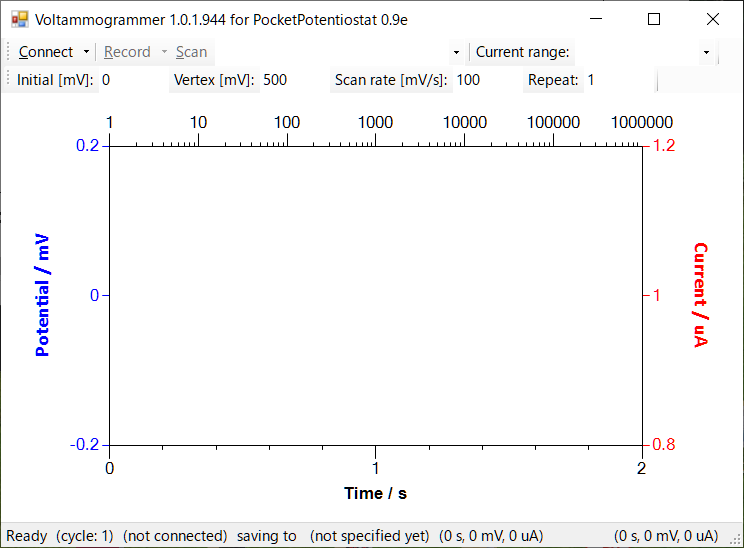 Voltammogrammer 1.0.1.944 for PocketPotentiostat 0.9e
Connect Record Scan Current range:
Initial [mV]: 0 Vertex [mV]: 500 Scan rate [mV/s]: 100 Repeat: 1
1 10 100 1000 10000 100000 1000000
0.2 1.2
Potential / mV
0 1
Current / uA
-0.2 0.8
0 1 2
Time / s
Ready (cycle: 1) (not connected) saving to (not specified yet) (0 s, 0 mV, 0 uA) (0 s, 0 mV, 0 uA)